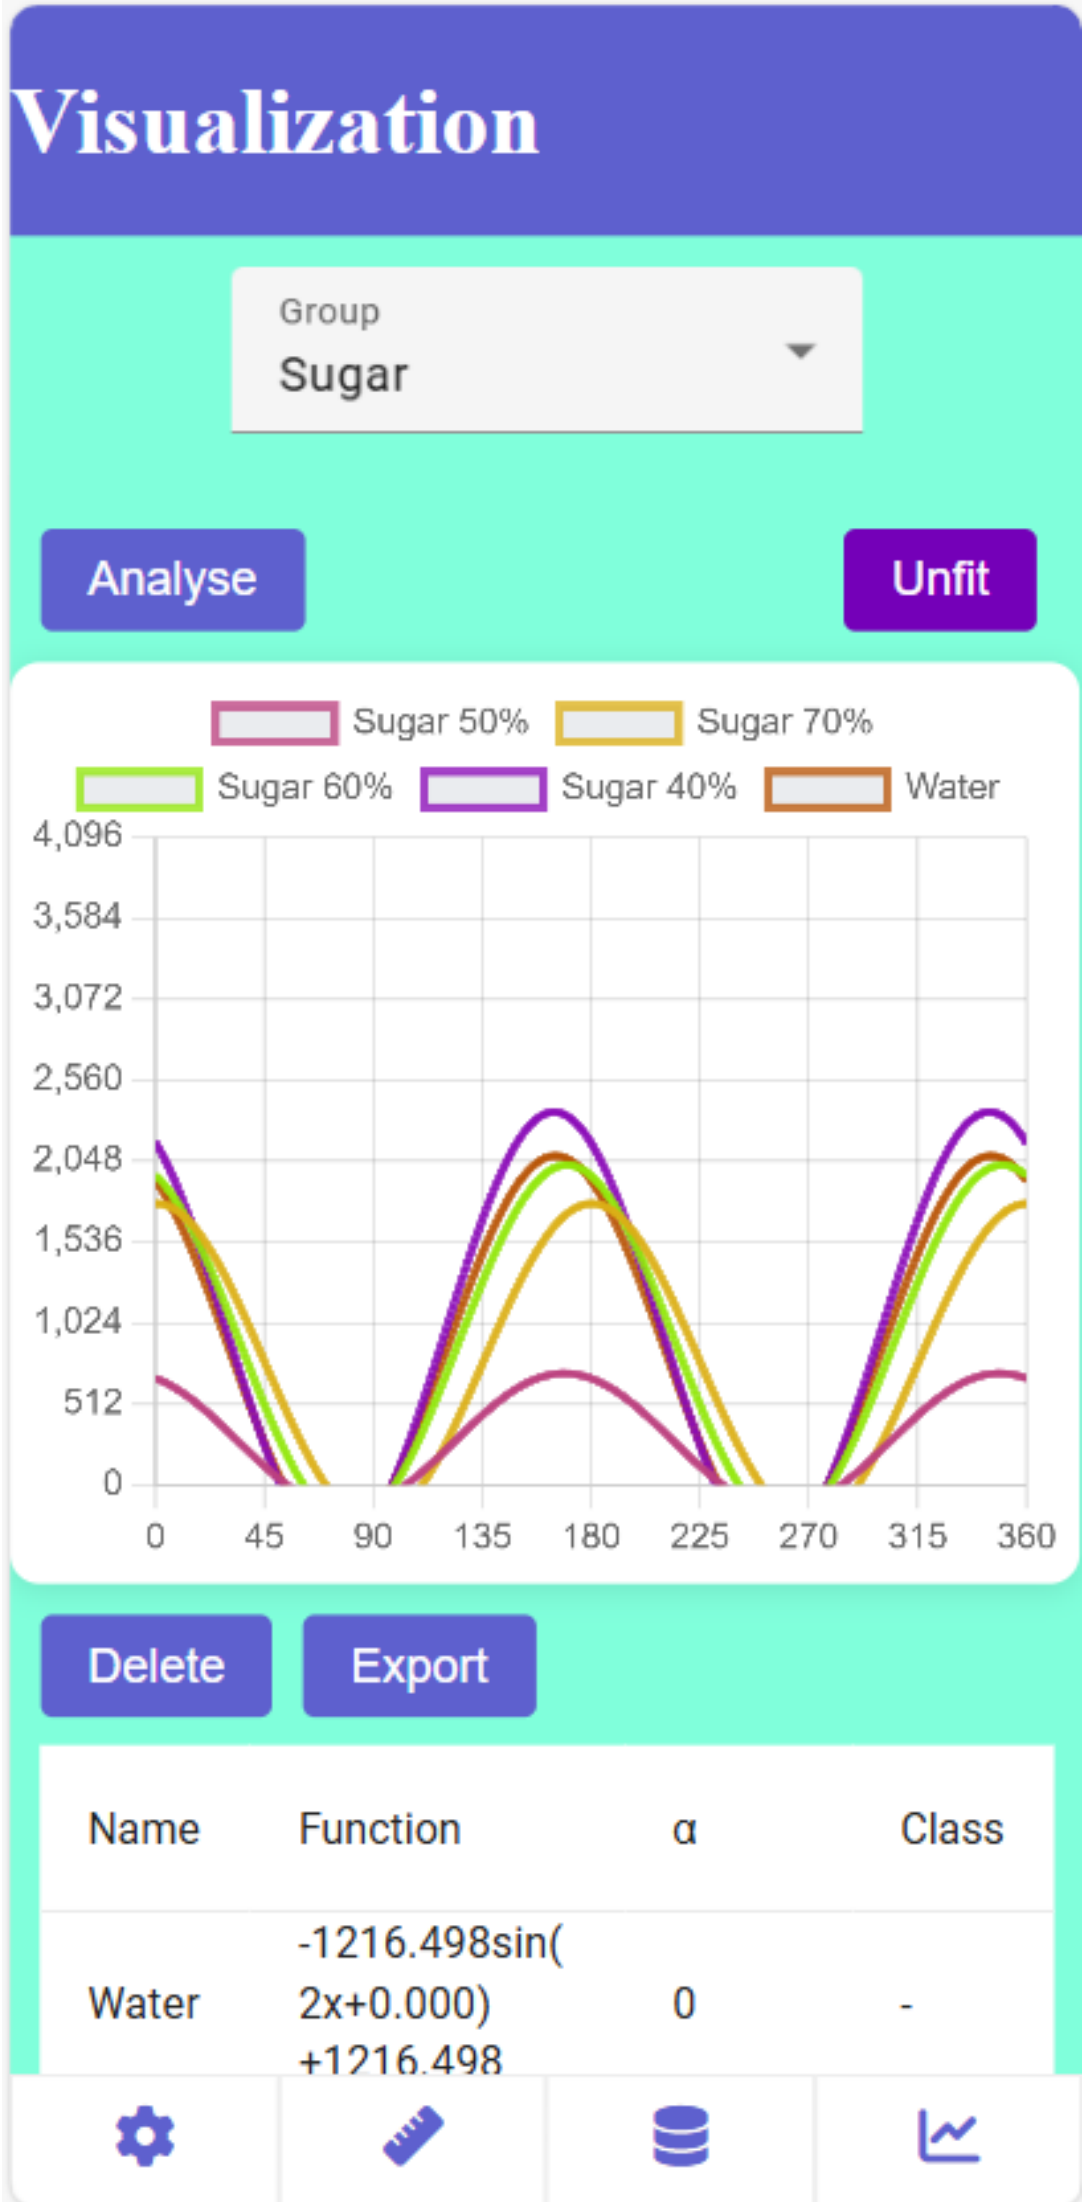 Visualization
Group
Sugar
Analyse
Unfit
Sugar 50%
Sugar 70%
Sugar 60%
Sugar 40%
Water
4,096
3,584
3,072
2,560
2,048
1,536
1,024
512
0
0 45 90 135 180 225 270 315 360
Delete
Export
Name Function α Class
-1216.498sin(
Water 2x+0.000) 0 -
+1216.498